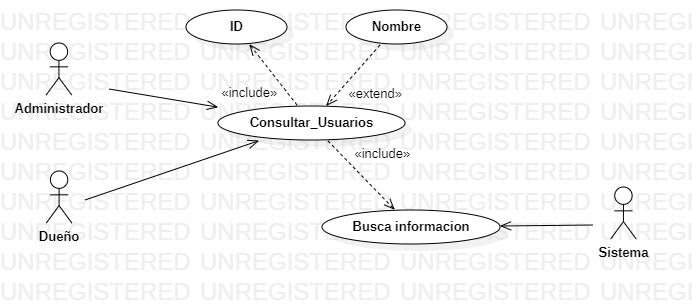 UNREGISTERED UNREGISTERED UNREGISTERED UNREGISTERED
ID
Nombre
«include»
«extend»
Administrador
Consultar_Usuarios
«include»
Dueño
Busca informacion
Sistema